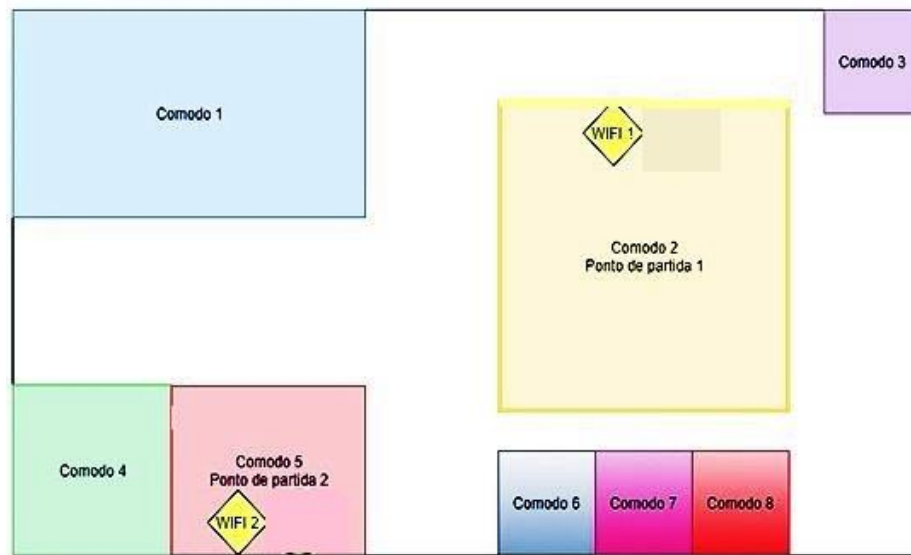 Comodo 1
Comodo 3
WIFI 1
Comodo 2
Ponto de partida 1
Comodo 4
Comodo 5
Ponto de partida 2
WIFI 2
Comodo 6
Comodo 7
Comodo 8